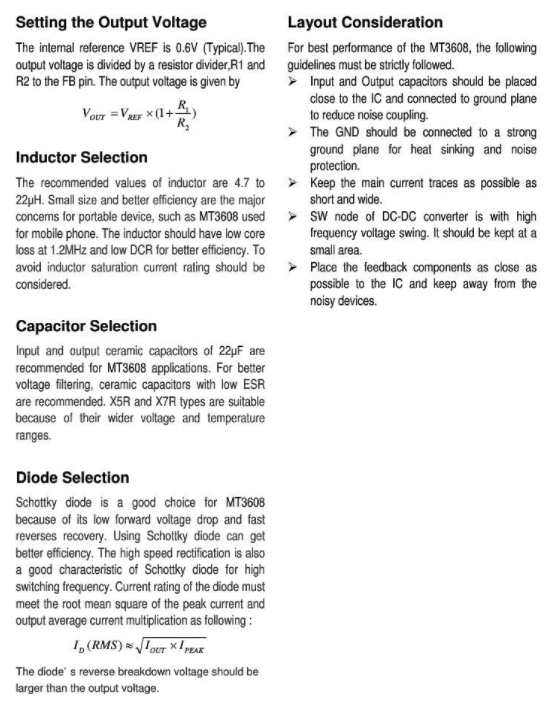 Setting the Output Voltage
The internal reference VREF is 0.6V (Typical).The
output voltage is divided by a resistor divider,R1 and
R2 to the FB pin. The output voltage is given by
V_OUT = V_REF × (1 + R_1 / R_2)
Inductor Selection
The recommended values of inductor are 4.7 to
22μH. Small size and better efficiency are the major
concerns for portable device, such as MT3608 used
for mobile phone. The inductor should have low core
loss at 1.2MHz and low DCR for better efficiency. To
avoid inductor saturation current rating should be
considered.
Capacitor Selection
Input and output ceramic capacitors of 22μF are
recommended for MT3608 applications. For better
voltage filtering, ceramic capacitors with low ESR
are recommended. X5R and X7R types are suitable
because of their wider voltage and temperature
ranges.
Diode Selection
Schottky diode is a good choice for MT3608
because of its low forward voltage drop and fast
reverses recovery. Using Schottky diode can get
better efficiency. The high speed rectification is also
a good characteristic of Schottky diode for high
switching frequency. Current rating of the diode must
meet the root mean square of the peak current and
output average current multiplication as following :
I_D (RMS) ≈ √(I_OUT × I_PEAK)
The diode' s reverse breakdown voltage should be
larger than the output voltage.
Layout Consideration
For best performance of the MT3608, the following
guidelines must be strictly followed.
➢ Input and Output capacitors should be placed
close to the IC and connected to ground plane
to reduce noise coupling.
➢ The GND should be connected to a strong
ground plane for heat sinking and noise
protection.
➢ Keep the main current traces as possible as
short and wide.
➢ SW node of DC-DC converter is with high
frequency voltage swing. It should be kept at a
small area.
➢ Place the feedback components as close as
possible to the IC and keep away from the
noisy devices.